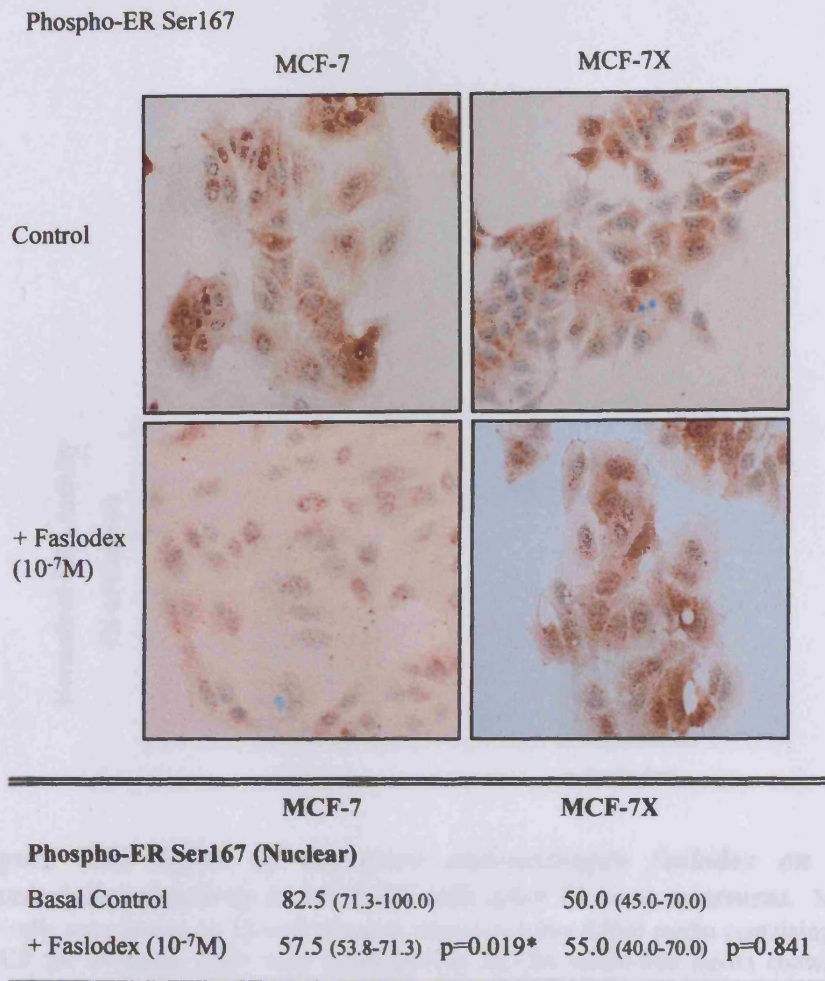 Phospho-ER Ser167
MCF-7 MCF-7X
Control
+ Faslodex
(10⁻⁷M)
MCF-7 MCF-7X
Phospho-ER Ser167 (Nuclear)
Basal Control 82.5 (71.3-100.0) 50.0 (45.0-70.0)
+ Faslodex (10⁻⁷M) 57.5 (53.8-71.3) p=0.019* 55.0 (40.0-70.0) p=0.841